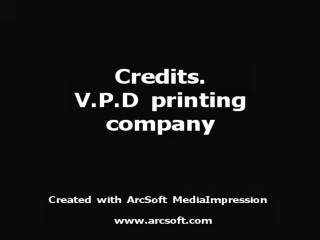 Credits.
V.P.D printing
company
Created with ArcSoft MediaImpression
www.arcsoft.com